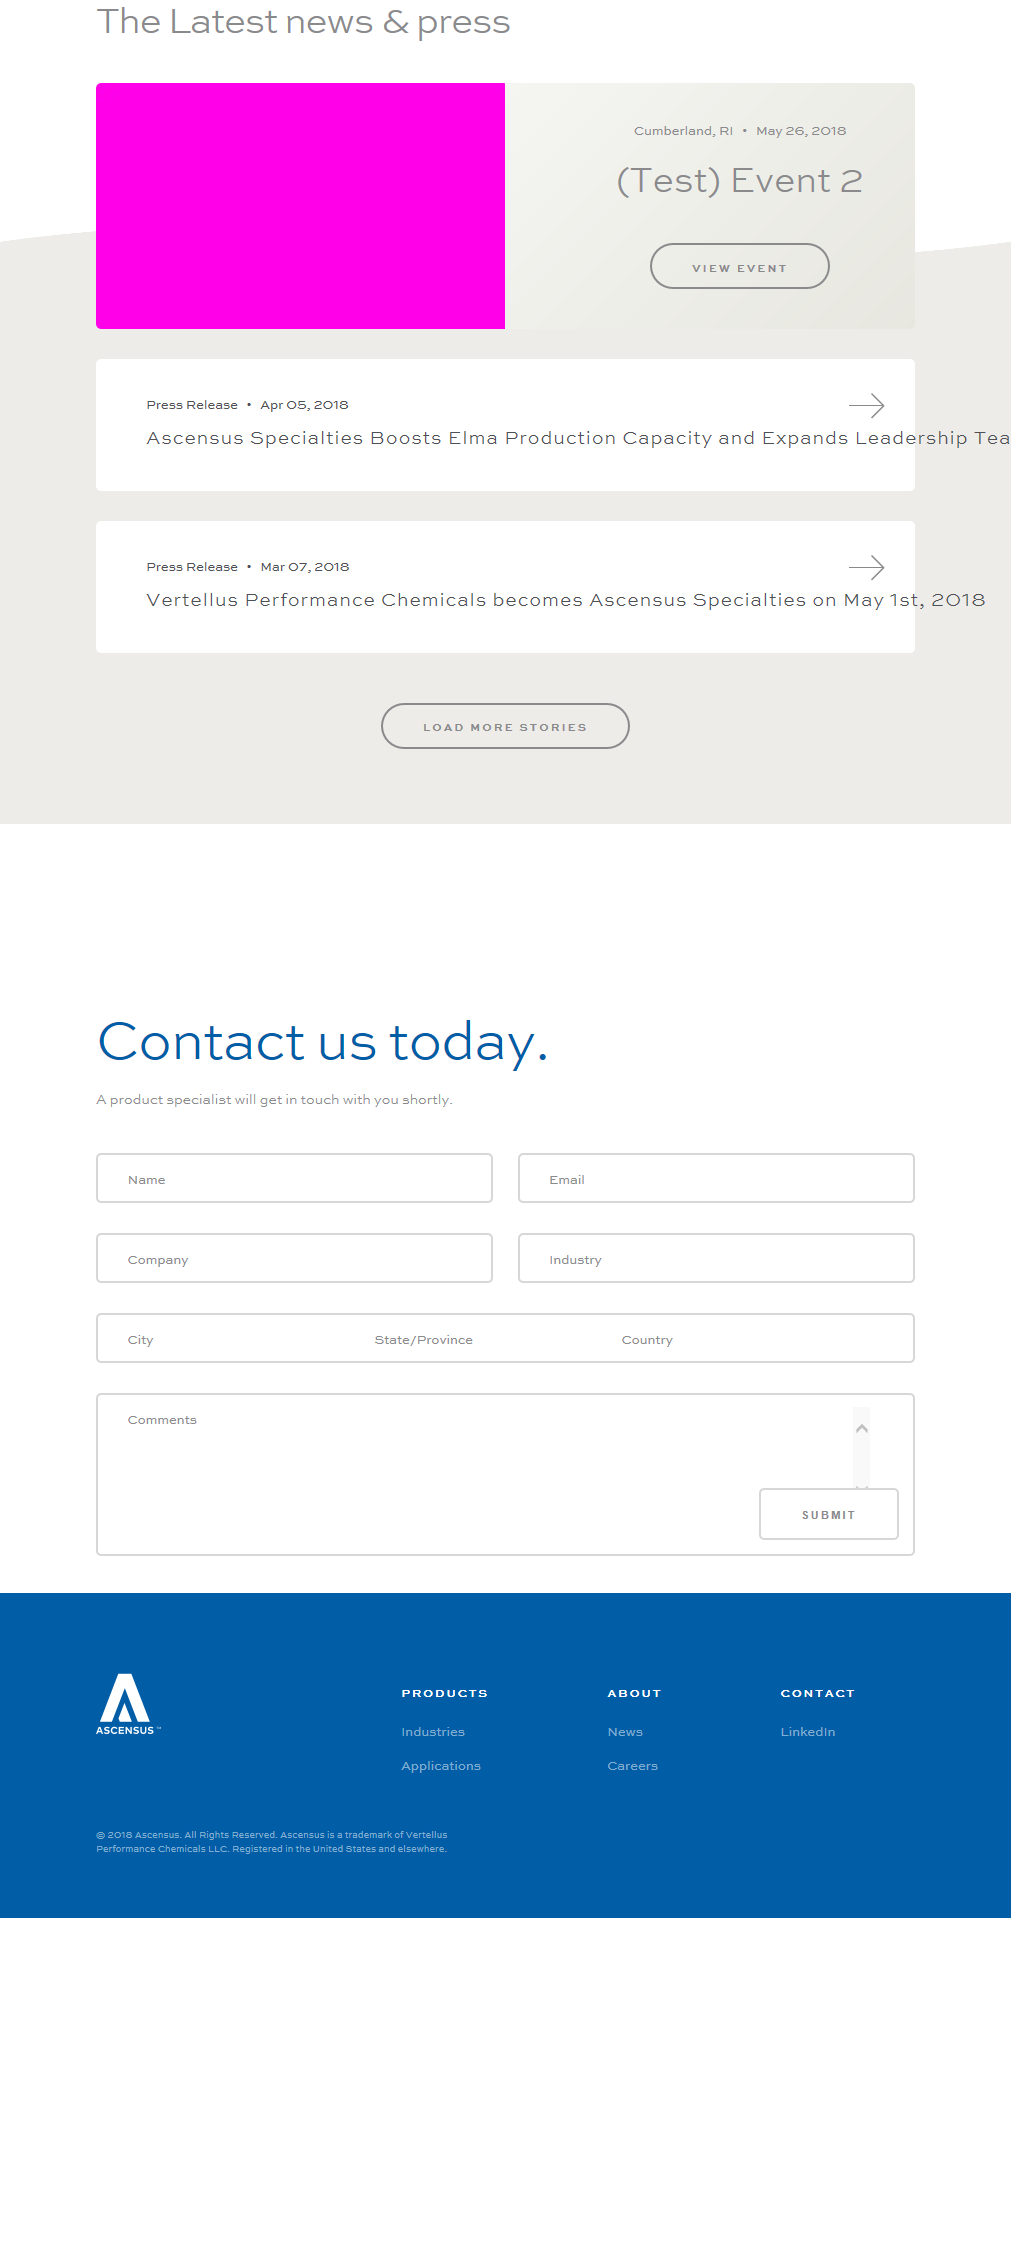 The Latest news & press
Cumberland, RI • May 26, 2018
(Test) Event 2
VIEW EVENT
Press Release • Apr 05, 2018
Ascensus Specialties Boosts Elma Production Capacity and Expands Leadership Tea
Press Release • Mar 07, 2018
Vertellus Performance Chemicals becomes Ascensus Specialties on May 1st, 2018
LOAD MORE STORIES
Contact us today.
A product specialist will get in touch with you shortly.
Name
Email
Company
Industry
City
State/Province
Country
Comments
SUBMIT
ASCENSUS™
PRODUCTS
Industries
Applications
ABOUT
News
Careers
CONTACT
LinkedIn
© 2018 Ascensus. All Rights Reserved. Ascensus is a trademark of Vertellus
Performance Chemicals LLC. Registered in the United States and elsewhere.